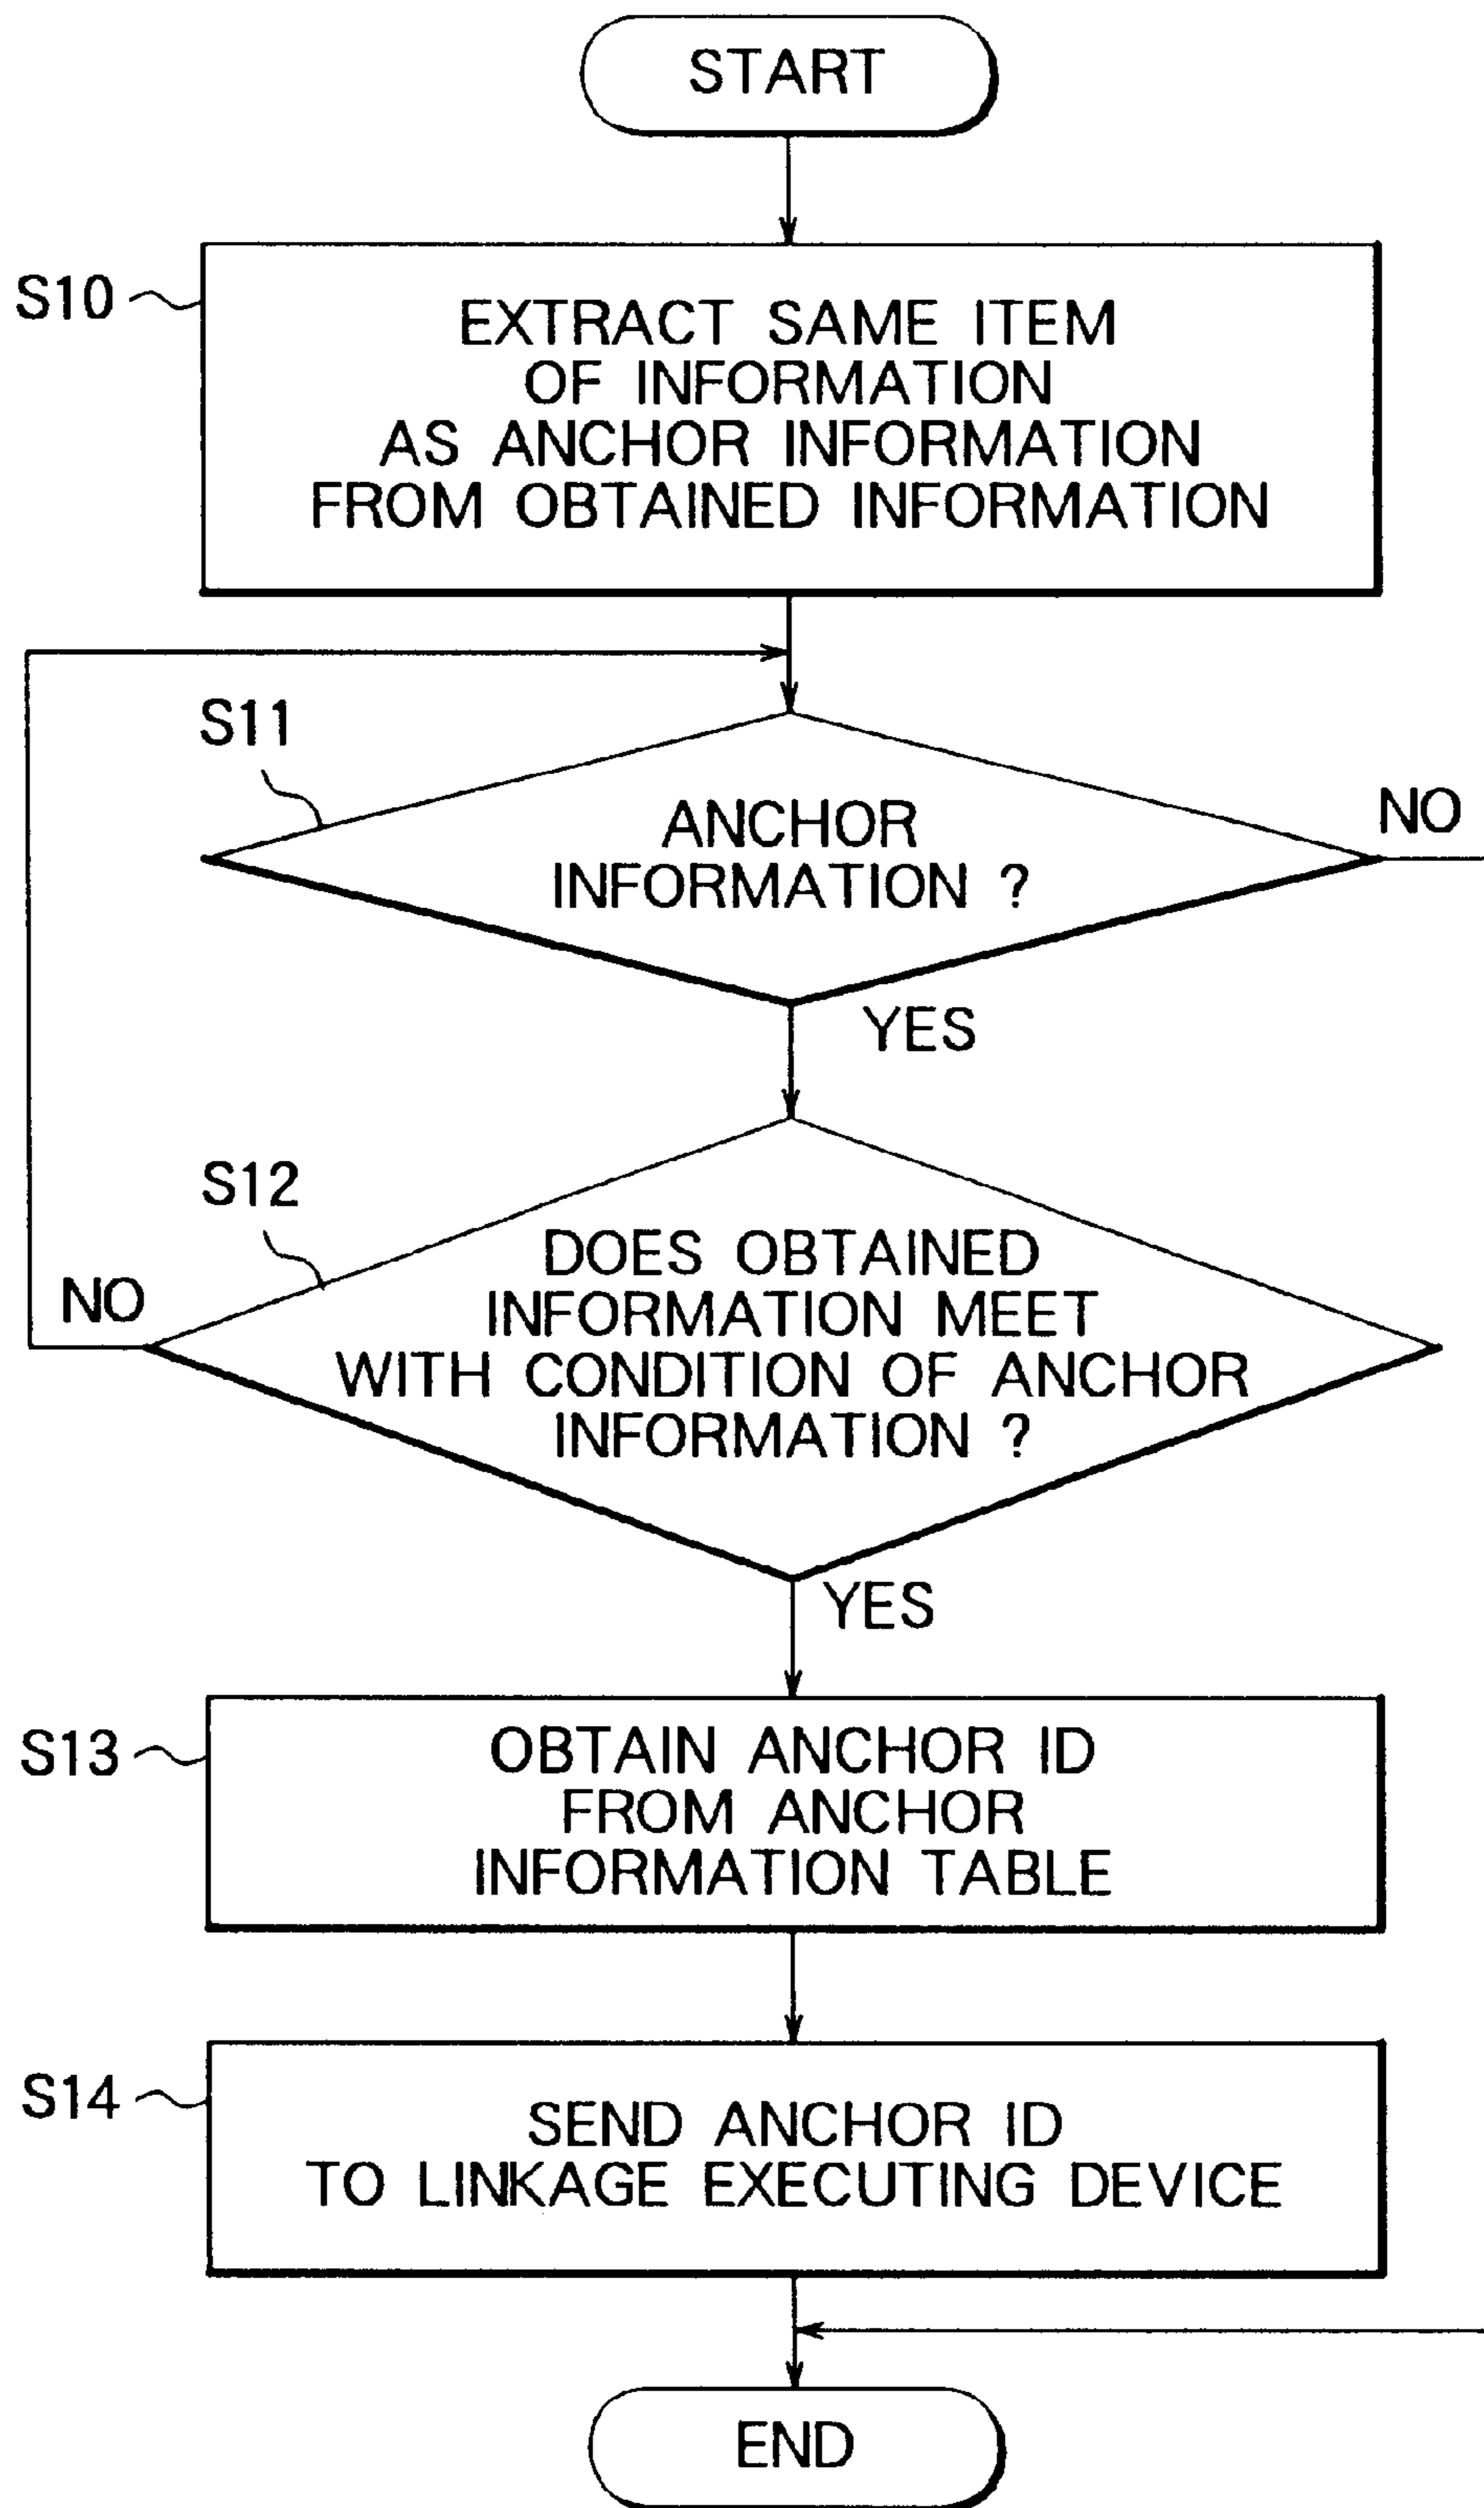 START
S10
EXTRACT SAME ITEM
OF INFORMATION
AS ANCHOR INFORMATION
FROM OBTAINED INFORMATION
S11
ANCHOR
INFORMATION ?
NO
YES
S12
DOES OBTAINED
INFORMATION MEET
WITH CONDITION OF ANCHOR
INFORMATION ?
NO
YES
S13
OBTAIN ANCHOR ID
FROM ANCHOR
INFORMATION TABLE
S14
SEND ANCHOR ID
TO LINKAGE EXECUTING DEVICE
END